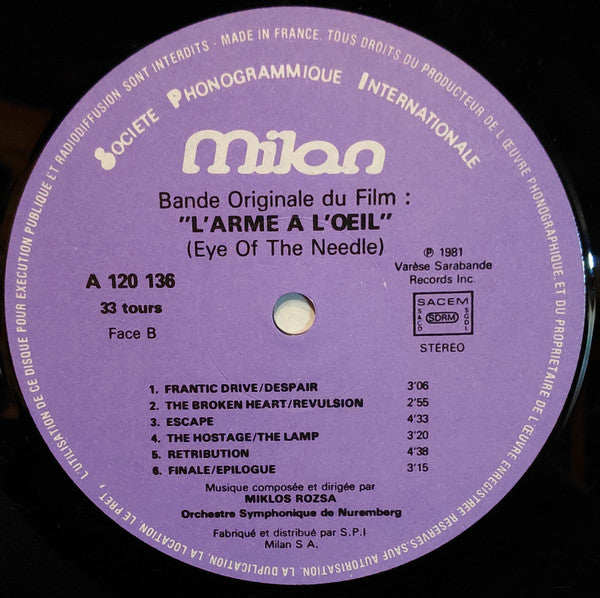 L'UTILISATION DE CE DISQUE POUR EXECUTION PUBLIQUE ET RADIODIFFUSION SONT INTERDITS - MADE IN FRANCE. TOUS DROITS DU PRODUCTEUR DE L'ŒUVRE PHONOGRAPHIQUE ET DU PROPRIETAIRE DE L'ŒUVRE ENREGISTREE RESERVES. SAUF AUTORISATION. LA DUPLICATION. LA LOCATION. LE PRET,
SOCIETE PHONOGRAMMIQUE INTERNATIONALE
milan
Bande Originale du Film :
"L'ARME A L'OEIL"
(Eye Of The Needle)
A 120 136
33 tours
Face B
℗ 1981
Varèse Sarabande
Records Inc.
SACEM
SACD
SDRM
SGDL
STÉRÉO
1. FRANTIC DRIVE/DESPAIR 3'06
2. THE BROKEN HEART/REVULSION 2'55
3. ESCAPE 4'33
4. THE HOSTAGE/THE LAMP 3'20
5. RETRIBUTION 4'38
6. FINALE/EPILOGUE 3'15
Musique composée et dirigée par
MIKLOS ROZSA
Orchestre Symphonique de Nuremberg
Fabriqué et distribué par S.P.I
Milan S A.